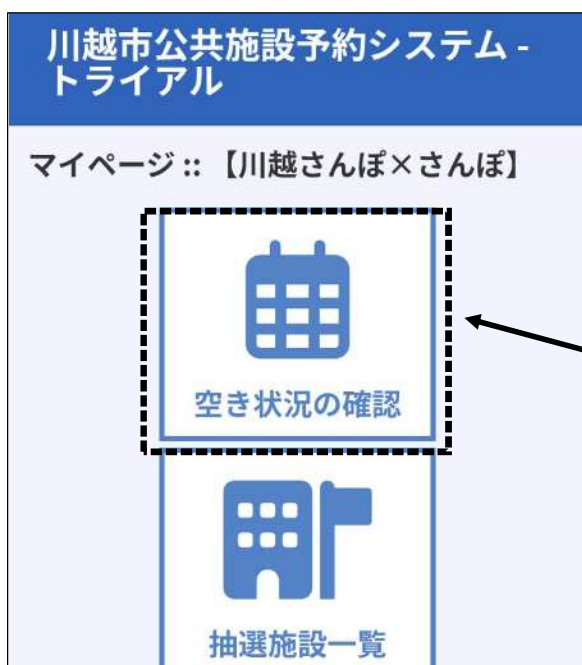 川越市公共施設予約システム -
トライアル
マイページ :: 【川越さんぽ×さんぽ】
空き状況の確認
抽選施設一覧